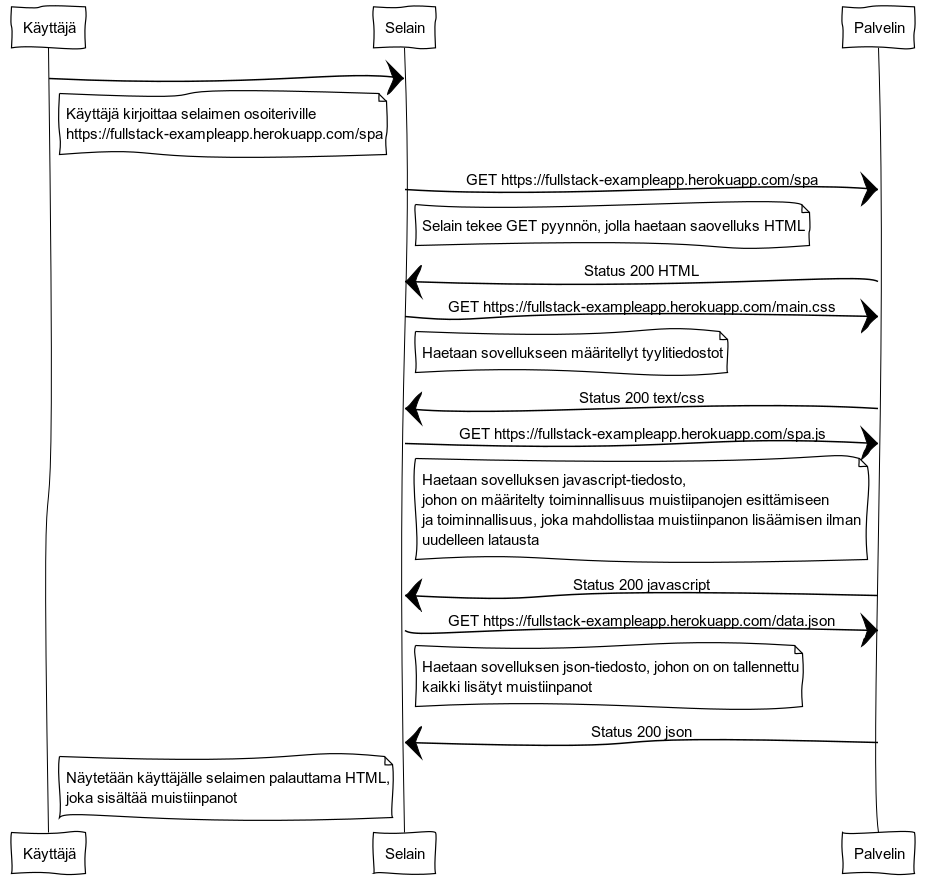 Käyttäjä
Selain
Palvelin
Käyttäjä kirjoittaa selaimen osoiteriville
https://fullstack-exampleapp.herokuapp.com/spa
GET https://fullstack-exampleapp.herokuapp.com/spa
Selain tekee GET pyynnön, jolla haetaan saovelluks HTML
Status 200 HTML
GET https://fullstack-exampleapp.herokuapp.com/main.css
Haetaan sovellukseen määritellyt tyylitiedostot
Status 200 text/css
GET https://fullstack-exampleapp.herokuapp.com/spa.js
Haetaan sovelluksen javascript-tiedosto,
johon on määritelty toiminnallisuus muistiipanojen esittämiseen
ja toiminnallisuus, joka mahdollistaa muistiinpanon lisäämisen ilman
uudelleen latausta
Status 200 javascript
GET https://fullstack-exampleapp.herokuapp.com/data.json
Haetaan sovelluksen json-tiedosto, johon on on tallennettu
kaikki lisätyt muistiinpanot
Status 200 json
Näytetään käyttäjälle selaimen palauttama HTML,
joka sisältää muistiinpanot
Käyttäjä
Selain
Palvelin